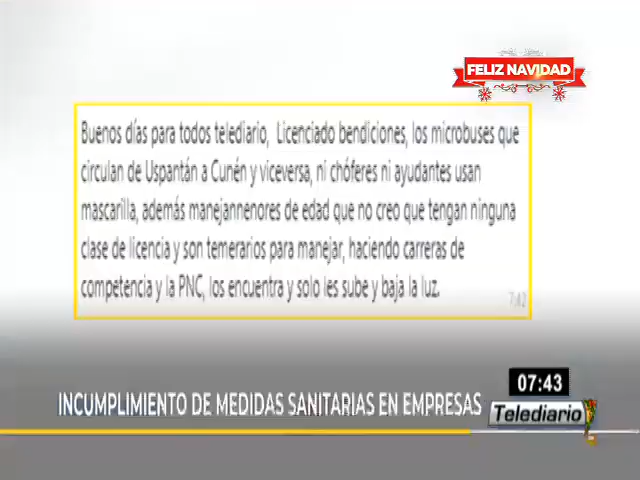 FELIZ NAVIDAD
Buenos días para todos telediario, Licenciado bendiciones, los microbuses que
circulan de Uspantán a Cunén y viceversa, ni chóferes ni ayudantes usan
mascarilla, además manejannenores de edad que no creo que tengan ninguna
clase de licencia y son temerarios para manejar, haciendo carreras de
competencia y la PNC, los encuentra y solo les sube y baja la luz.
7:42
07:43
INCUMPLIMIENTO DE MEDIDAS SANITARIAS EN EMPRESAS
Telediario